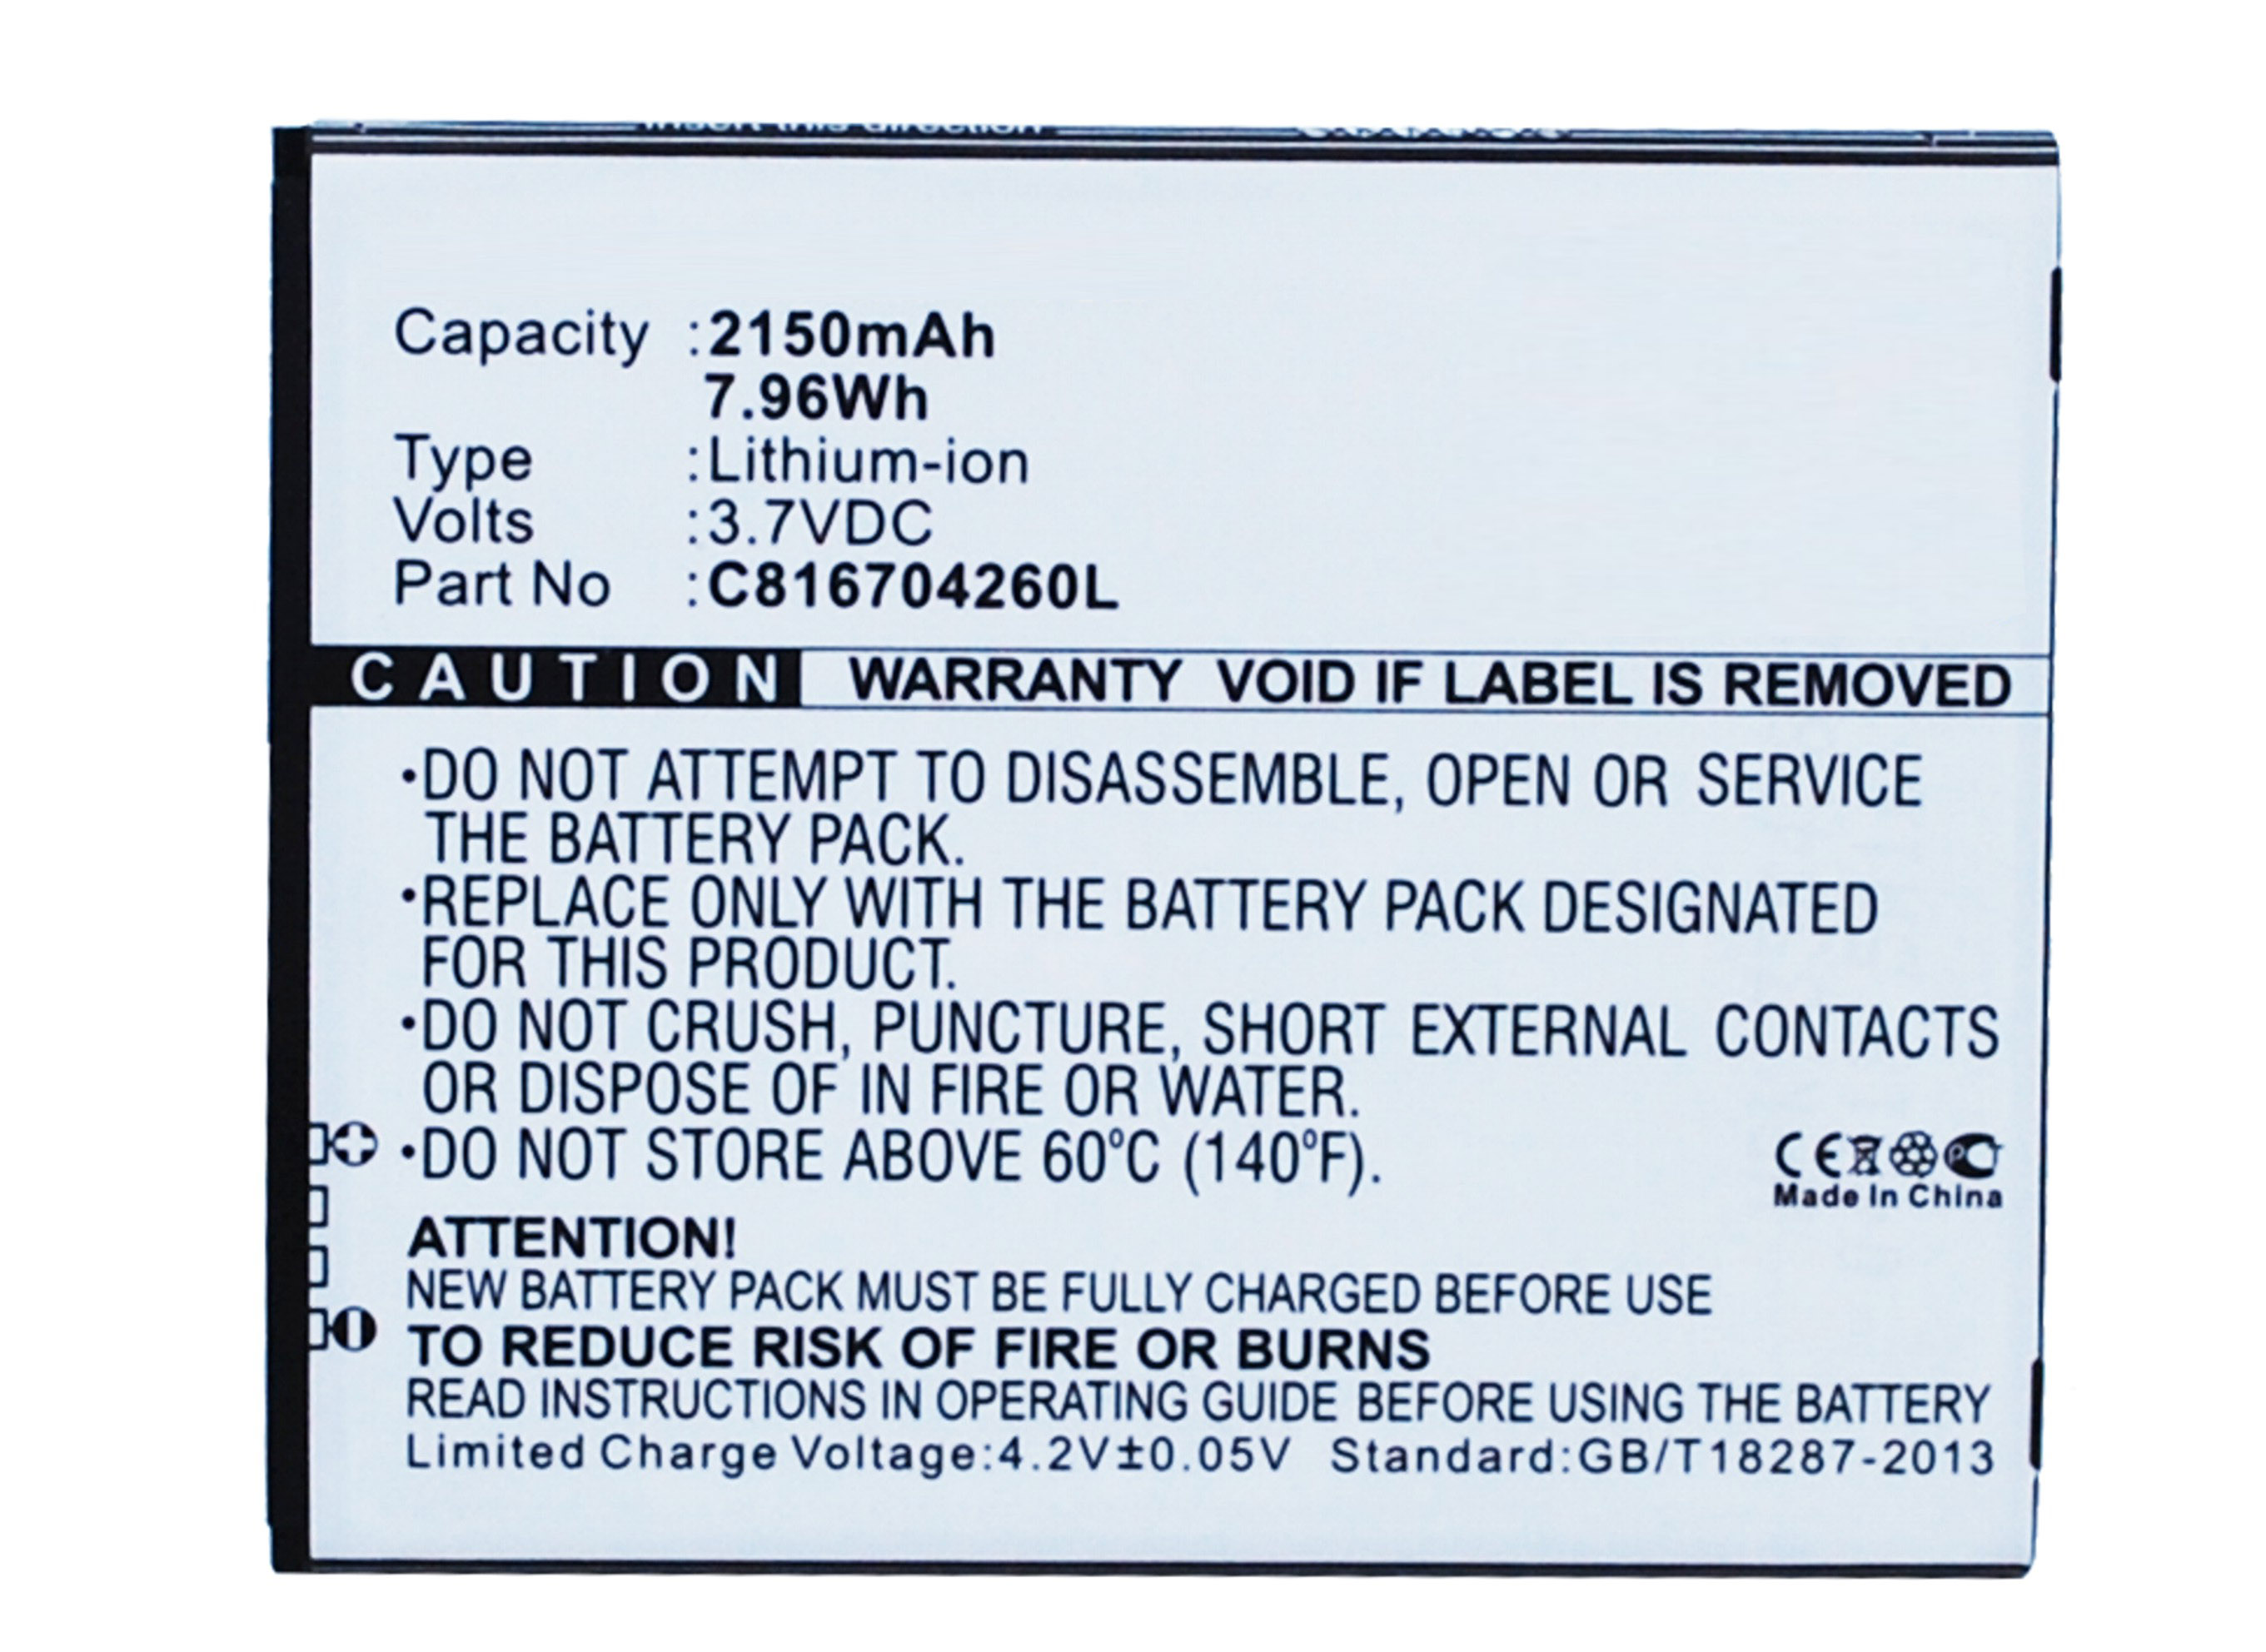 Insert this direction
Capacity :2150mAh
7.96Wh
Type :Lithium-ion
Volts :3.7VDC
Part No :C816704260L
CAUTION WARRANTY VOID IF LABEL IS REMOVED
·DO NOT ATTEMPT TO DISASSEMBLE, OPEN OR SERVICE
THE BATTERY PACK.
·REPLACE ONLY WITH THE BATTERY PACK DESIGNATED
FOR THIS PRODUCT.
·DO NOT CRUSH, PUNCTURE, SHORT EXTERNAL CONTACTS
OR DISPOSE OF IN FIRE OR WATER.
·DO NOT STORE ABOVE 60°C (140°F).
CE PC
Made In China
ATTENTION!
NEW BATTERY PACK MUST BE FULLY CHARGED BEFORE USE
TO REDUCE RISK OF FIRE OR BURNS
READ INSTRUCTIONS IN OPERATING GUIDE BEFORE USING THE BATTERY
Limited Charge Voltage:4.2V±0.05V Standard:GB/T18287-2013